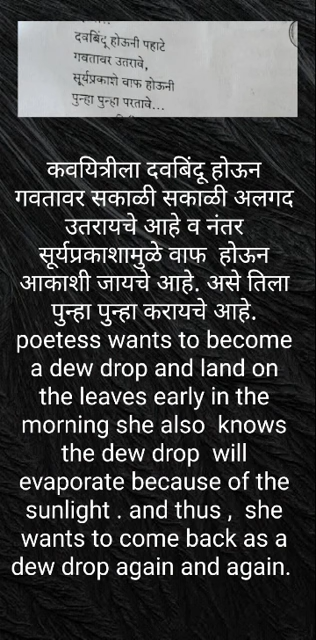 दवबिंदू होऊनी पहाटे
गवतावर उतरावे,
सूर्यप्रकाशे वाफ होऊनी
पुन्हा पुन्हा परतावे...
कवयित्रीला दवबिंदू होऊन
गवतावर सकाळी सकाळी अलगद
उतरायचे आहे व नंतर
सूर्यप्रकाशामुळे वाफ होऊन
आकाशी जायचे आहे. असे तिला
पुन्हा पुन्हा करायचे आहे.
poetess wants to become
a dew drop and land on
the leaves early in the
morning she also knows
the dew drop will
evaporate because of the
sunlight . and thus , she
wants to come back as a
dew drop again and again.